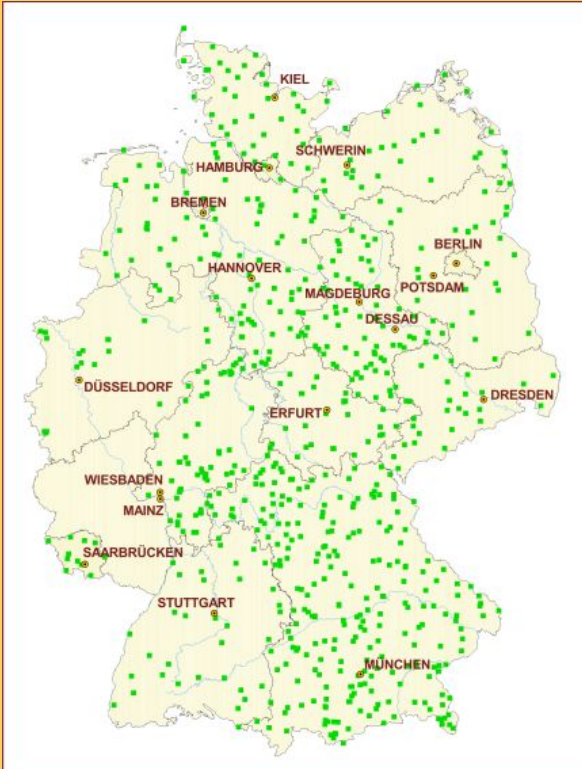 KIEL
SCHWERIN
HAMBURG
BREMEN
BERLIN
HANNOVER
POTSDAM
MAGDEBURG
DESSAU
DÜSSELDORF
DRESDEN
ERFURT
WIESBADEN
MAINZ
SAARBRÜCKEN
STUTTGART
MÜNCHEN